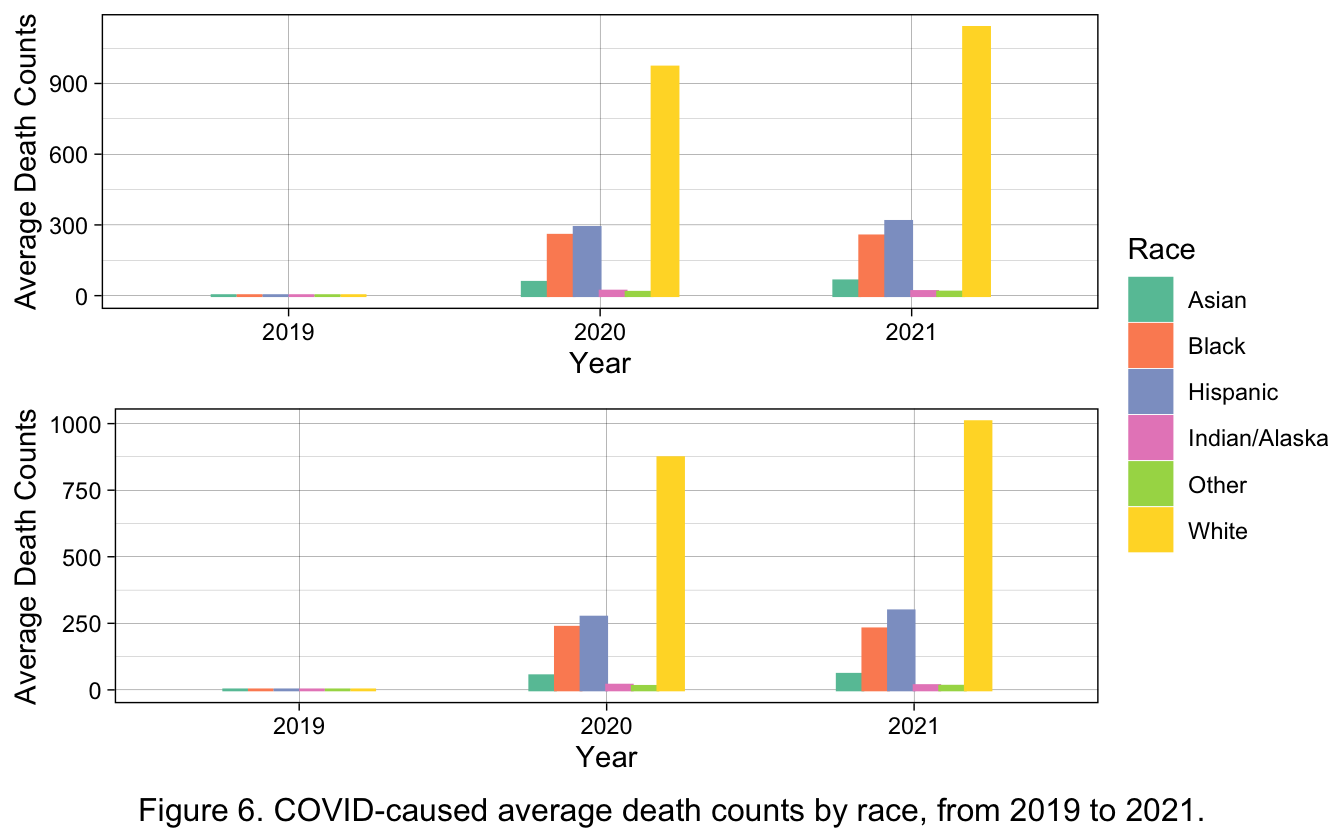 Average Death Counts
900
600
300
0
2019 2020 2021
Year
Average Death Counts
1000
750
500
250
0
2019 2020 2021
Year
Race
Asian
Black
Hispanic
Indian/Alaska
Other
White
Figure 6. COVID-caused average death counts by race, from 2019 to 2021.